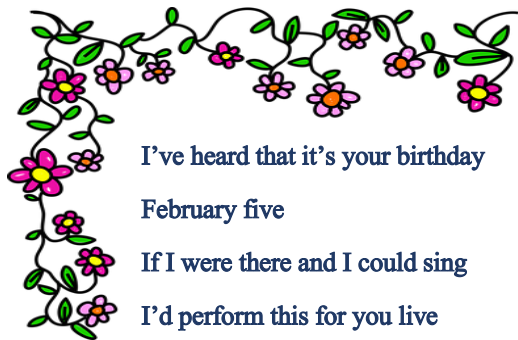 I’ve heard that it’s your birthday
February five
If I were there and I could sing
I’d perform this for you live